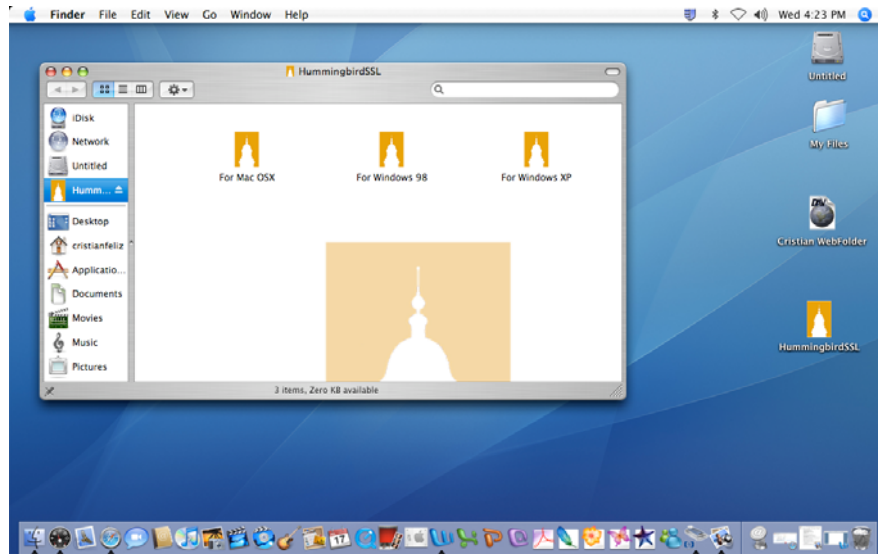 Finder File Edit View Go Window Help Wed 4:23 PM
HummingbirdSSL
iDisk
Network
Untitled
Humm...
Desktop
cristianfeliz
Applicatio...
Documents
Movies
Music
Pictures
For Mac OSX For Windows 98 For Windows XP
3 items, Zero KB available
Untitled
My Files
Cristian WebFolder
HummingbirdSSL
17